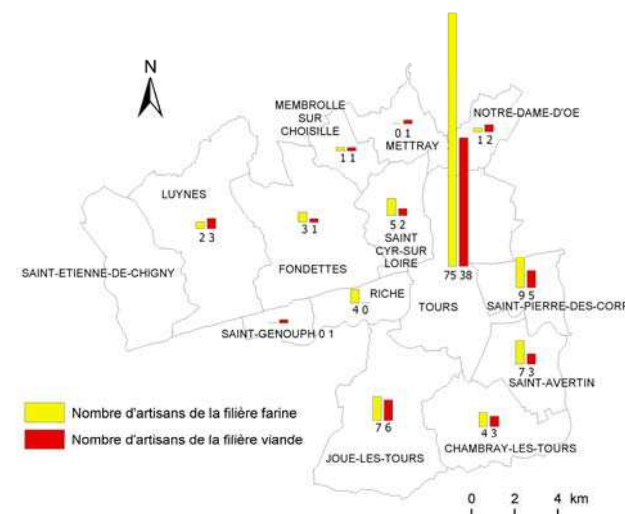 N
MEMBROLLE
SUR
CHOISILLE
1 1
0 1
METTRAY
NOTRE-DAME-D'OE
1 2
LUYNES
2 3
3 1
FONDETTES
5 2
SAINT
CYR-SUR
LOIRE
SAINT-ETIENNE-DE-CHIGNY
75 38
TOURS
9 5
SAINT-PIERRE-DES-CORP
RICHE
4 0
SAINT-GENOUPH 0 1
7 3
SAINT-AVERTIN
Nombre d'artisans de la filière farine
Nombre d'artisans de la filière viande
7 6
JOUE-LES-TOURS
4 3
CHAMBRAY-LES-TOURS
0 2 4 km